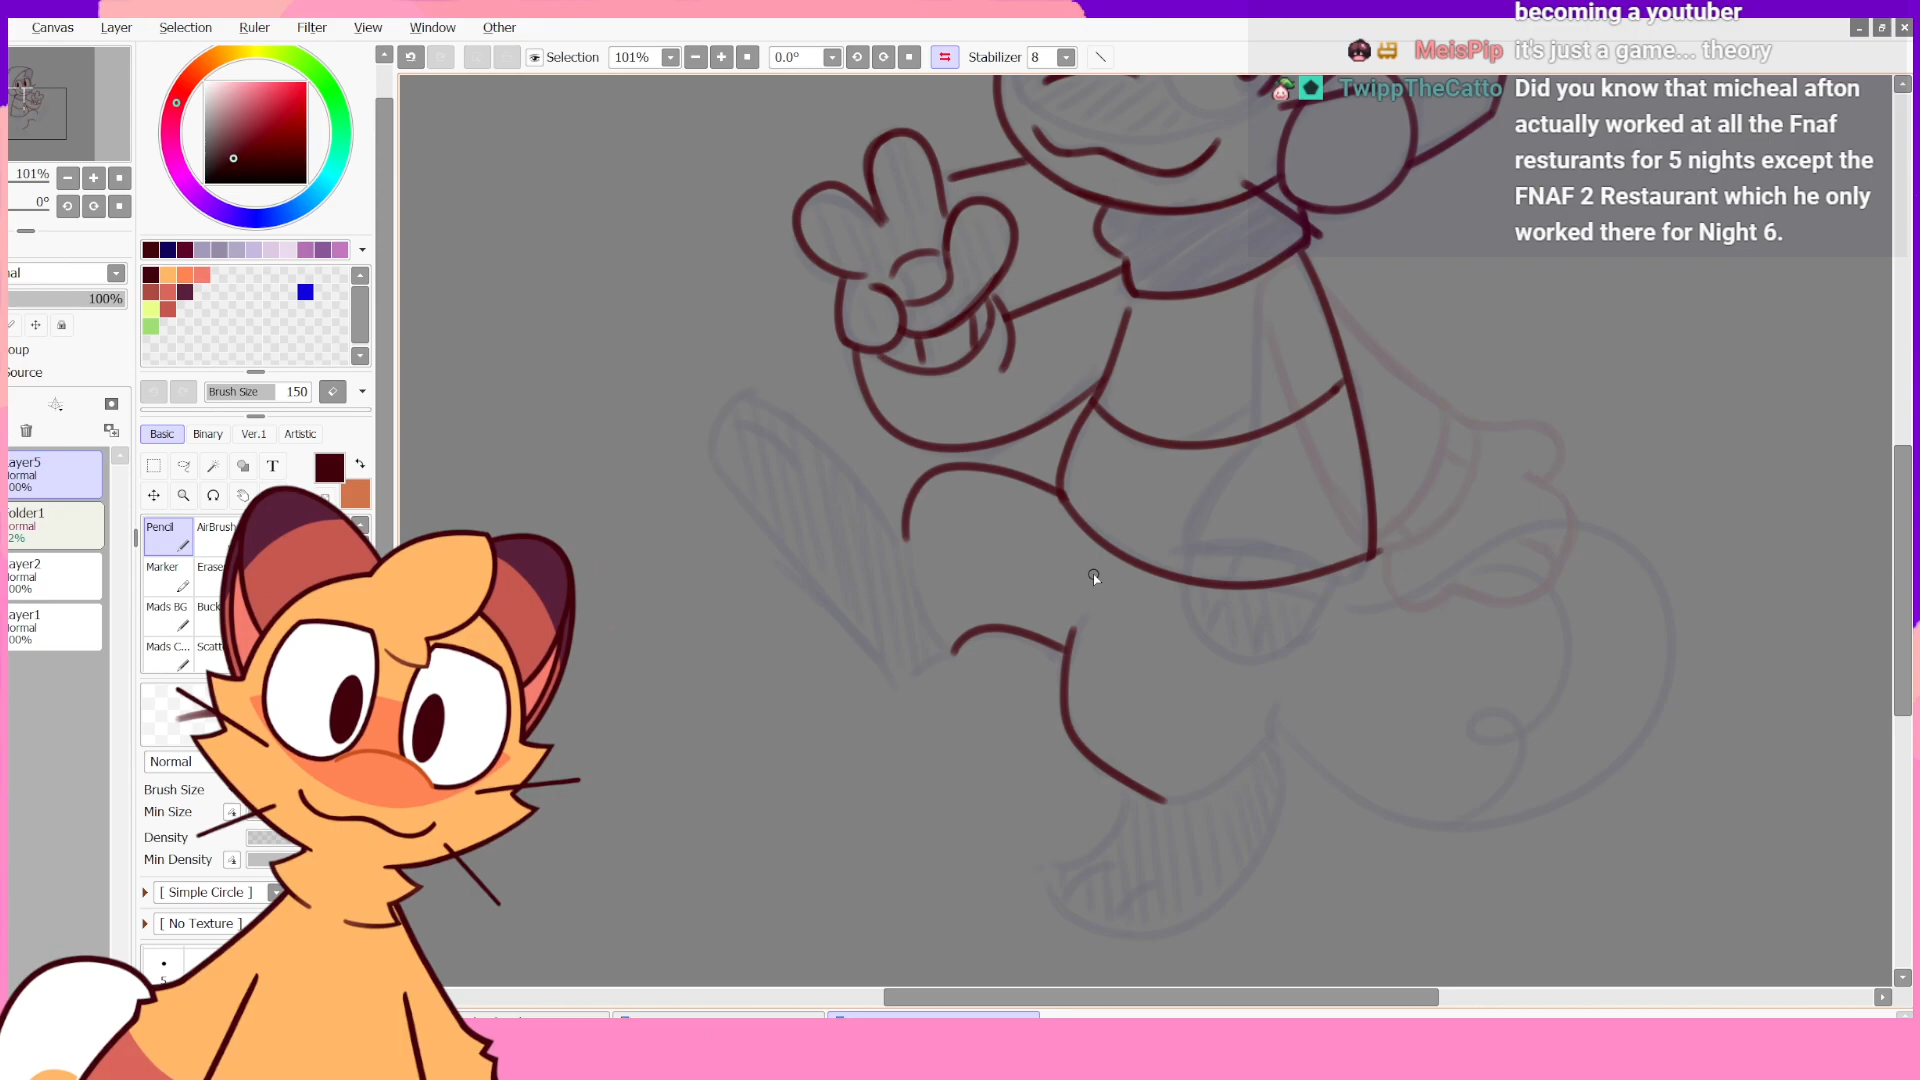 becoming a youtuber
Canvas Layer Selection Ruler Filter View Window Other
MeisPip it's just a game... theory
Selection 101% 0.0° Stabilizer 8
TwippTheCatto Did you know that micheal afton
actually worked at all the Fnaf
resturants for 5 nights except the
FNAF 2 Restaurant which he only
worked there for Night 6.
101%
0°
al
100%
oup
Source
Brush Size 150
Basic Binary Ver.1 Artistic
T
ayer5
ormal
00%
Pencil AirBrush
older1
ormal
2%
Marker Erase
ayer2
ormal
00%
Mads BG Buck
ayer1
ormal
00%
Mads C... Scatt
Normal
Brush Size
Min Size
Density
Min Density
[ Simple Circle ]
[ No Texture ]
5